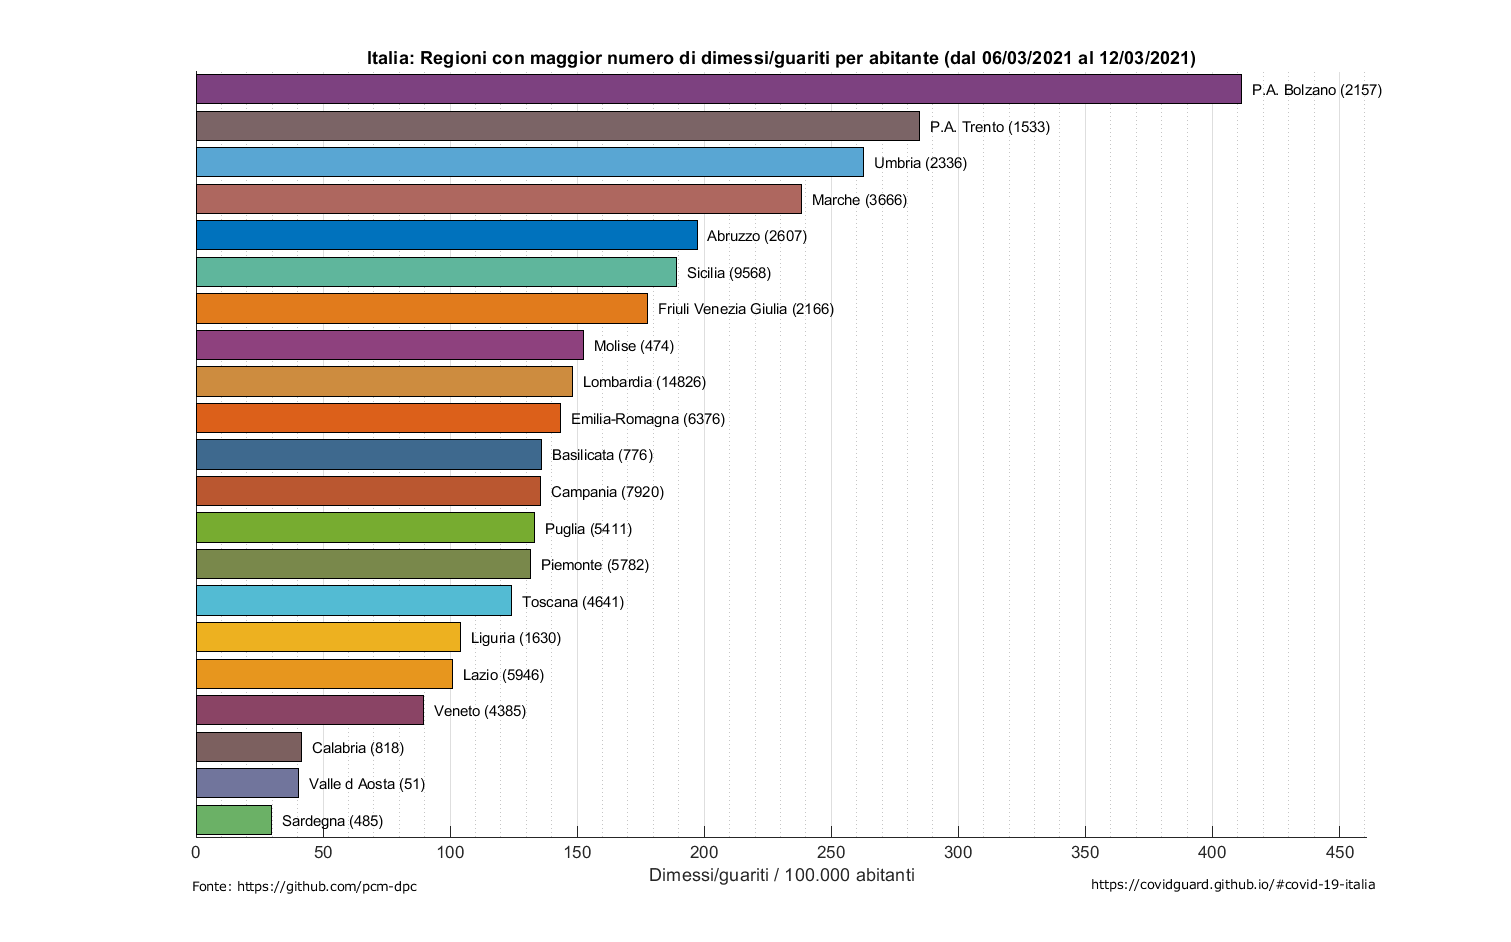 Italia: Regioni con maggior numero di dimessi/guariti per abitante (dal 06/03/2021 al 12/03/2021)
P.A. Bolzano (2157)
P.A. Trento (1533)
Umbria (2336)
Marche (3666)
Abruzzo (2607)
Sicilia (9568)
Friuli Venezia Giulia (2166)
Molise (474)
Lombardia (14826)
Emilia-Romagna (6376)
Basilicata (776)
Campania (7920)
Puglia (5411)
Piemonte (5782)
Toscana (4641)
Liguria (1630)
Lazio (5946)
Veneto (4385)
Calabria (818)
Valle d Aosta (51)
Sardegna (485)
0 50 100 150 200 250 300 350 400 450
Dimessi/guariti / 100.000 abitanti
Fonte: https://github.com/pcm-dpc
https://covidguard.github.io/#covid-19-italia